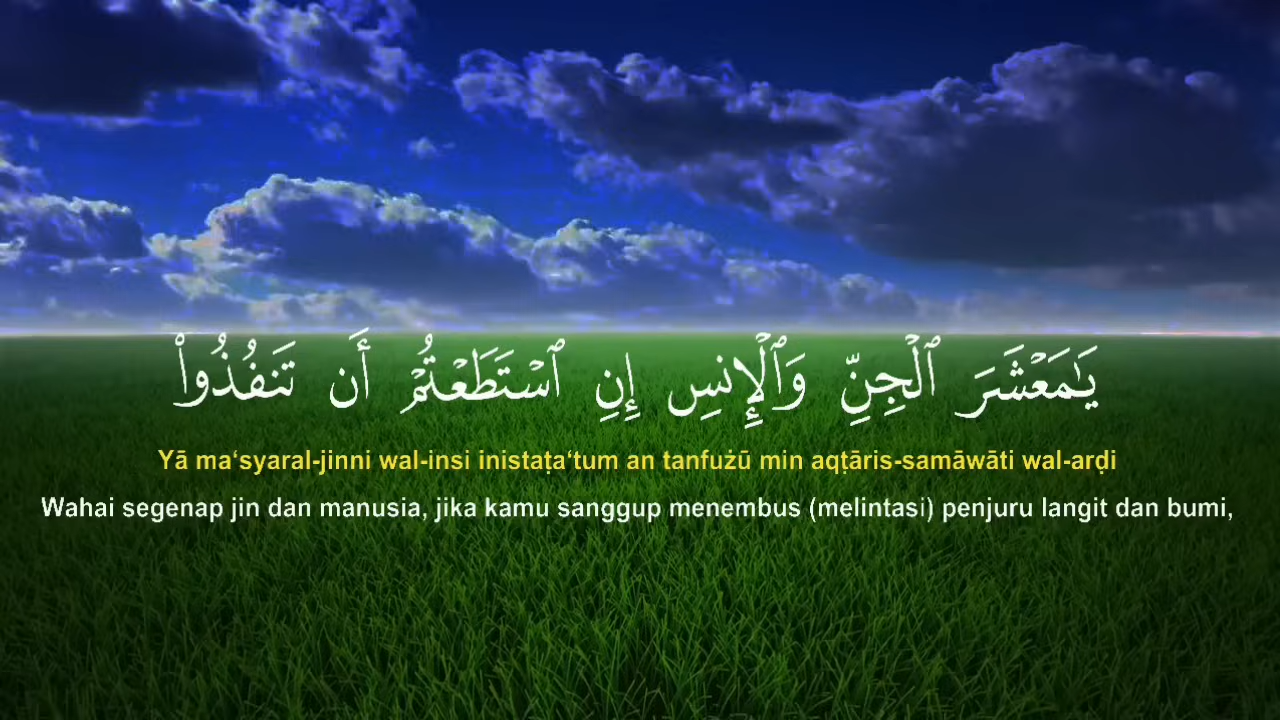 يَـٰمَعْشَرَ ٱلْجِنِّ وَٱلْإِنسِ إِنِ ٱسْتَطَعْتُمْ أَن تَنفُذُوا۟
Yā ma‘syaral-jinni wal-insi inistaṭa‘tum an tanfużū min aqṭāris-samāwāti wal-arḍi
Wahai segenap jin dan manusia, jika kamu sanggup menembus (melintasi) penjuru langit dan bumi,